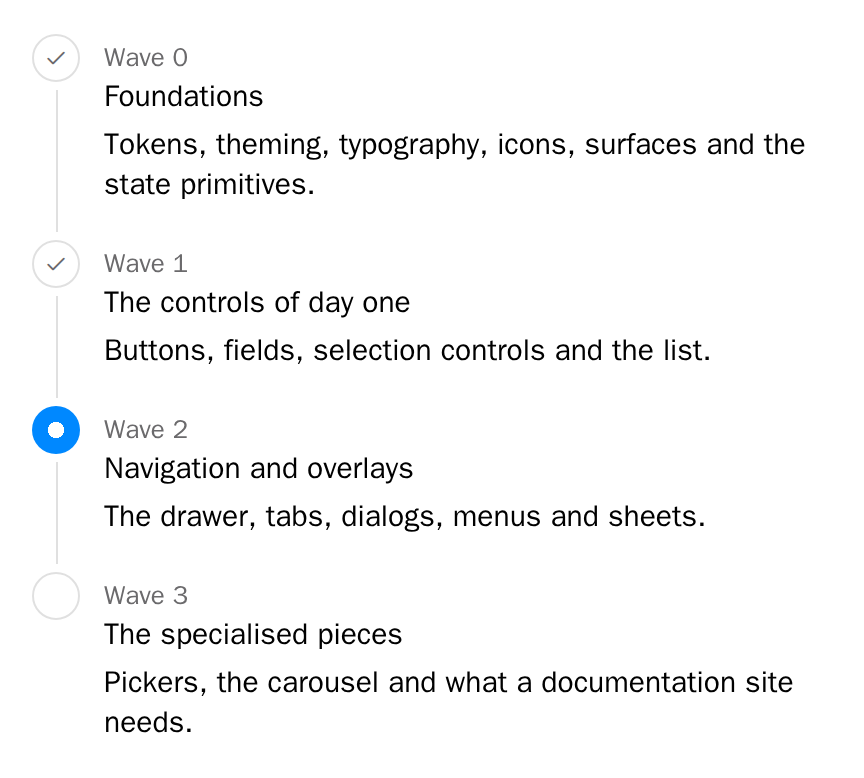 Wave 0
Foundations
Tokens, theming, typography, icons, surfaces and the
state primitives.
Wave 1
The controls of day one
Buttons, fields, selection controls and the list.
Wave 2
Navigation and overlays
The drawer, tabs, dialogs, menus and sheets.
Wave 3
The specialised pieces
Pickers, the carousel and what a documentation site
needs.